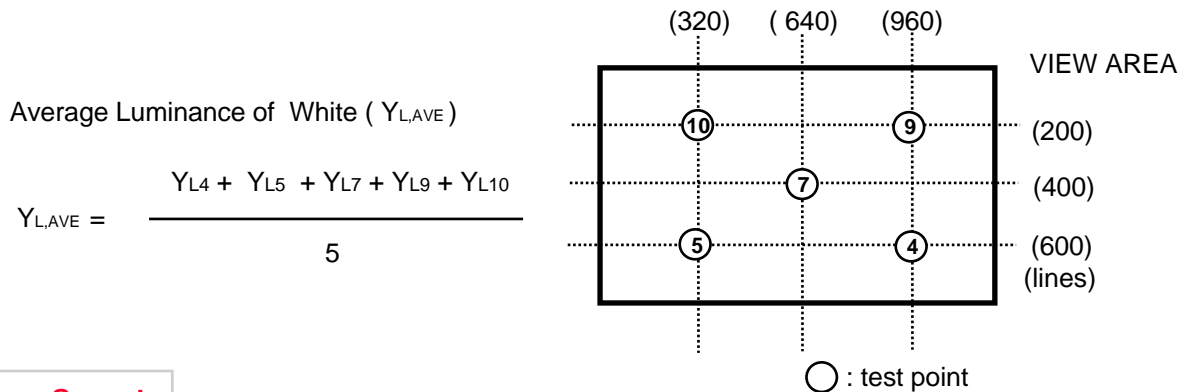 (320) ( 640) (960)
VIEW AREA
Average Luminance of White ( YL,AVE )
10 9 (200)
YL4 + YL5 + YL7 + YL9 + YL10
7 (400)
YL,AVE =
5
5 4 (600)
(lines)
: test point